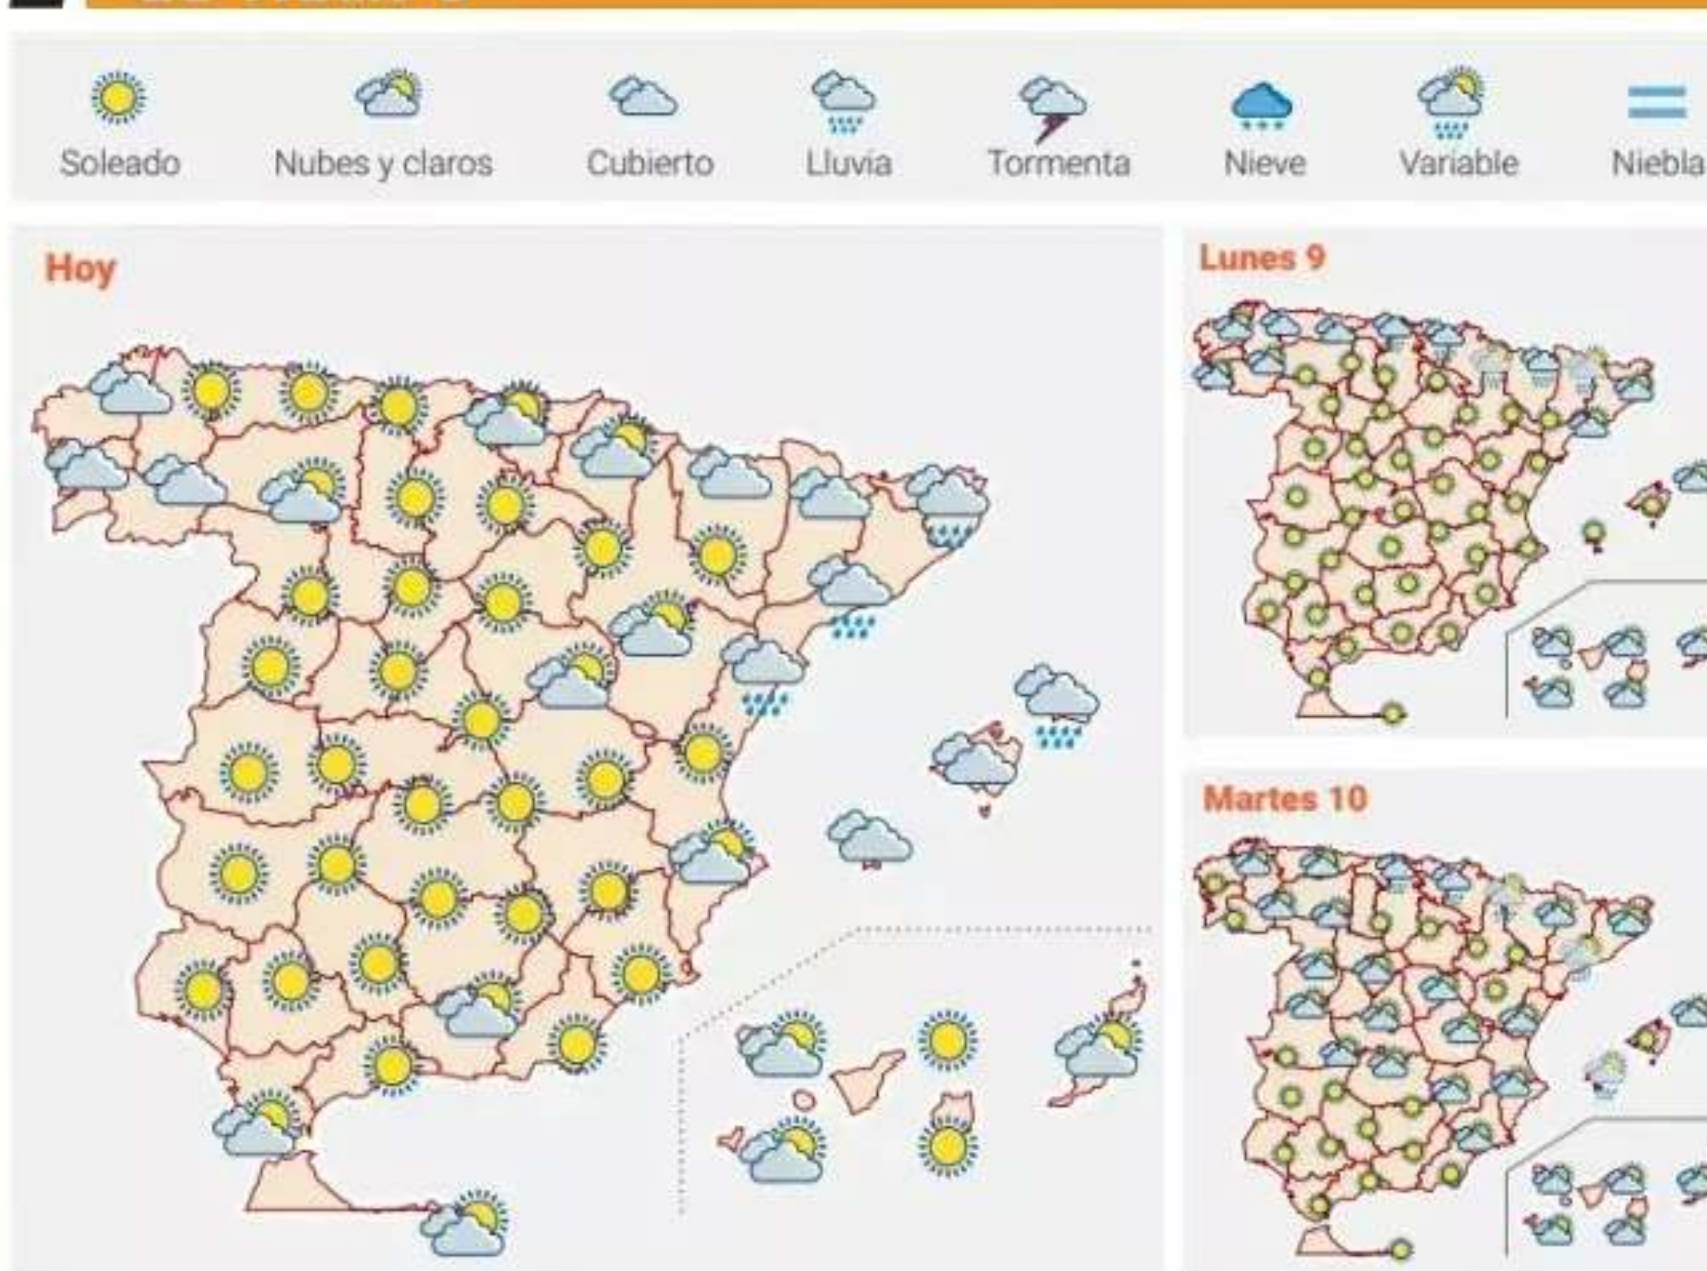 Soleado
Nubes y claros
Cubierto
Lluvia
Tormenta
Nieve
Variable
Niebla
Hoy
Lunes 9
Martes 10